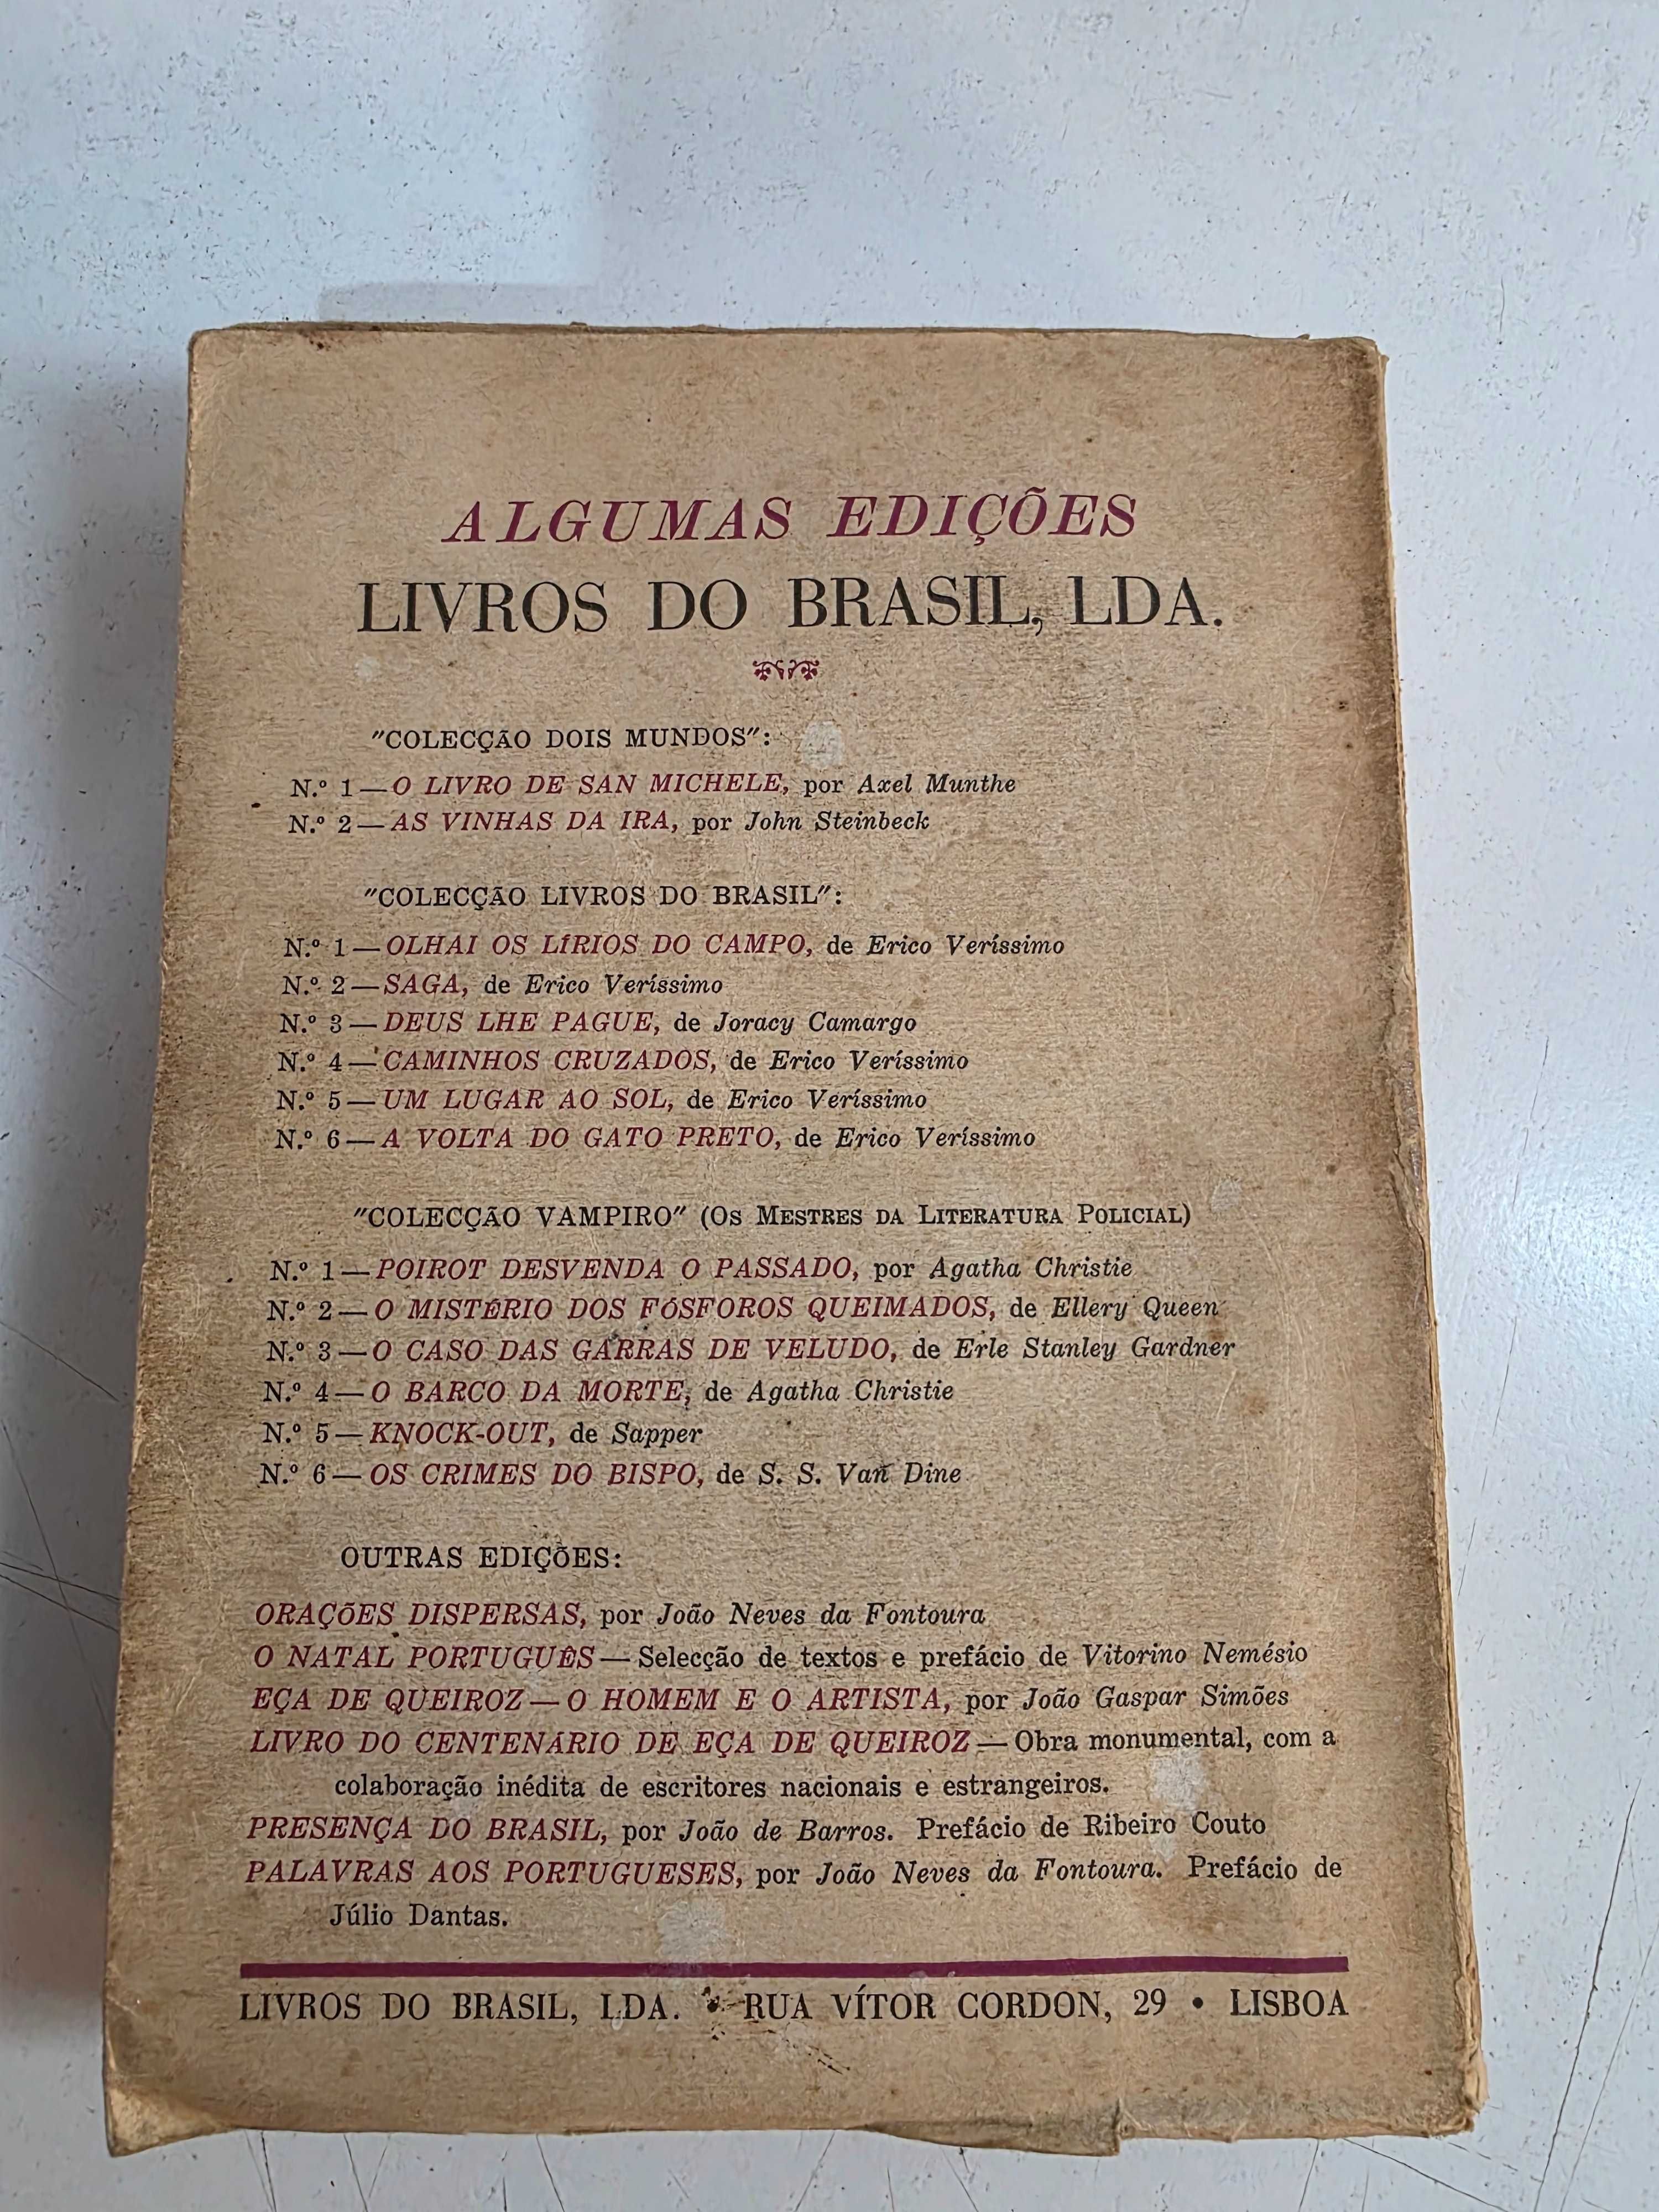 ALGUMAS EDIÇÕES
LIVROS DO BRASIL, LDA.
"COLECÇÃO DOIS MUNDOS":
N.º 1—O LIVRO DE SAN MICHELE, por Axel Munthe
N.º 2—AS VINHAS DA IRA, por John Steinbeck
"COLECÇÃO LIVROS DO BRASIL":
N.º 1—OLHAI OS LÍRIOS DO CAMPO, de Erico Veríssimo
N.º 2—SAGA, de Erico Veríssimo
N.º 3—DEUS LHE PAGUE, de Joracy Camargo
N.º 4—CAMINHOS CRUZADOS, de Erico Veríssimo
N.º 5—UM LUGAR AO SOL, de Erico Veríssimo
N.º 6—A VOLTA DO GATO PRETO, de Erico Veríssimo
"COLECÇÃO VAMPIRO" (OS MESTRES DA LITERATURA POLICIAL)
N.º 1—POIROT DESVENDA O PASSADO, por Agatha Christie
N.º 2—O MISTÉRIO DOS FÓSFOROS QUEIMADOS, de Ellery Queen
N.º 3—O CASO DAS GARRAS DE VELUDO, de Erle Stanley Gardner
N.º 4—O BARCO DA MORTE, de Agatha Christie
N.º 5—KNOCK-OUT, de Sapper
N.º 6—OS CRIMES DO BISPO, de S. S. Van Dine
OUTRAS EDIÇÕES:
ORAÇÕES DISPERSAS, por João Neves da Fontoura
O NATAL PORTUGUÊS—Selecção de textos e prefácio de Vitorino Nemésio
EÇA DE QUEIROZ—O HOMEM E O ARTISTA, por João Gaspar Simões
LIVRO DO CENTENÁRIO DE EÇA DE QUEIROZ—Obra monumental, com a
colaboração inédita de escritores nacionais e estrangeiros.
PRESENÇA DO BRASIL, por João de Barros. Prefácio de Ribeiro Couto
PALAVRAS AOS PORTUGUESES, por João Neves da Fontoura. Prefácio de
Júlio Dantas.
LIVROS DO BRASIL, LDA. • RUA VÍTOR CORDON, 29 • LISBOA